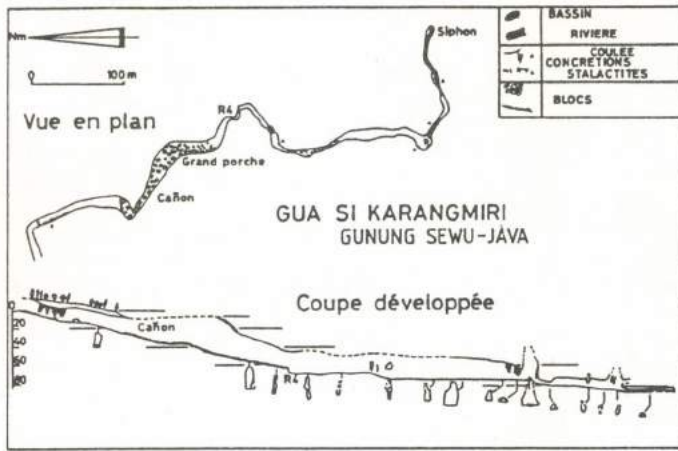 Nm
100 m
Vue en plan
Siphon
R4
Grand porche
Cañon
BASSIN
RIVIERE
COULEE
CONCRETIONS
STALACTITES
BLOCS
GUA SI KARANGMIRI
GUNUNG SEWU-JAVA
Coupe développée
0
20
40
60
80
Cañon
R4